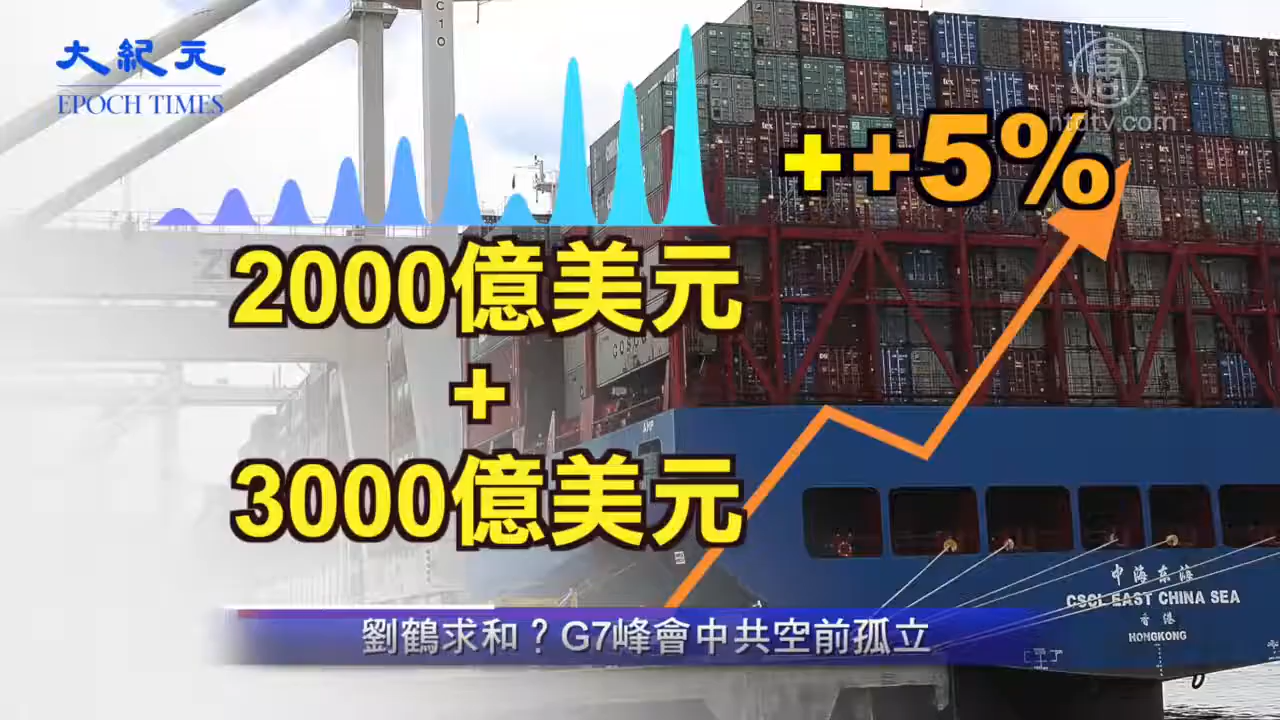 大紀元
EPOCH TIMES
C10
ntdtv.com
++5%
2000億美元
+
3000億美元
中海东海
CSCL EAST CHINA SEA
香港
HONGKONG
劉鶴求和？G7峰會中共空前孤立